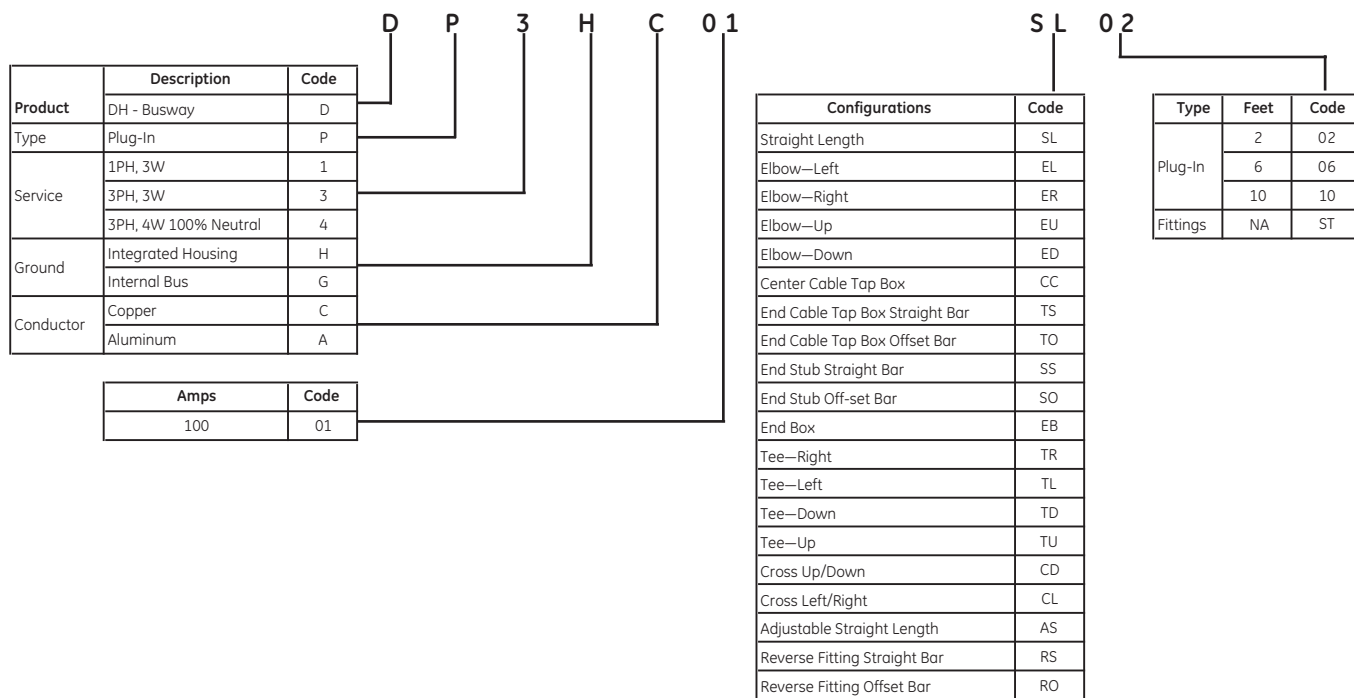 D P 3 H C 0 1 S L 0 2
Description Code
Product DH - Busway D
Type Plug-In P
Service
1PH, 3W 1
3PH, 3W 3
3PH, 4W 100% Neutral 4
Ground
Integrated Housing H
Internal Bus G
Conductor
Copper C
Aluminum A
Amps Code
100 01
Configurations Code
Straight Length SL
Elbow—Left EL
Elbow—Right ER
Elbow—Up EU
Elbow—Down ED
Center Cable Tap Box CC
End Cable Tap Box Straight Bar TS
End Cable Tap Box Offset Bar TO
End Stub Straight Bar SS
End Stub Off-set Bar SO
End Box EB
Tee—Right TR
Tee—Left TL
Tee—Down TD
Tee—Up TU
Cross Up/Down CD
Cross Left/Right CL
Adjustable Straight Length AS
Reverse Fitting Straight Bar RS
Reverse Fitting Offset Bar RO
Type Feet Code
Plug-In
2 02
6 06
10 10
Fittings NA ST